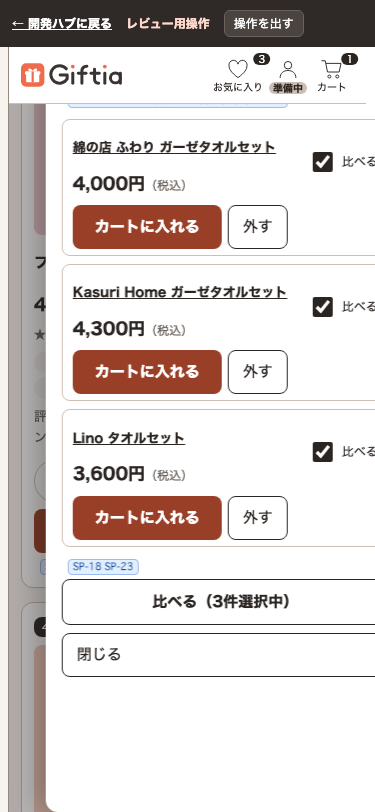 ← 開発ハブに戻る レビュー用操作 操作を出す
Giftia
3 1
お気に入り 準備中 カート
綿の店 ふわり ガーゼタオルセット
比べる
4,000円 (税込)
カートに入れる 外す
Kasuri Home ガーゼタオルセット
比べる
4,300円 (税込)
カートに入れる 外す
Lino タオルセット
比べる
3,600円 (税込)
カートに入れる 外す
SP-18 SP-23
比べる（3件選択中）
閉じる